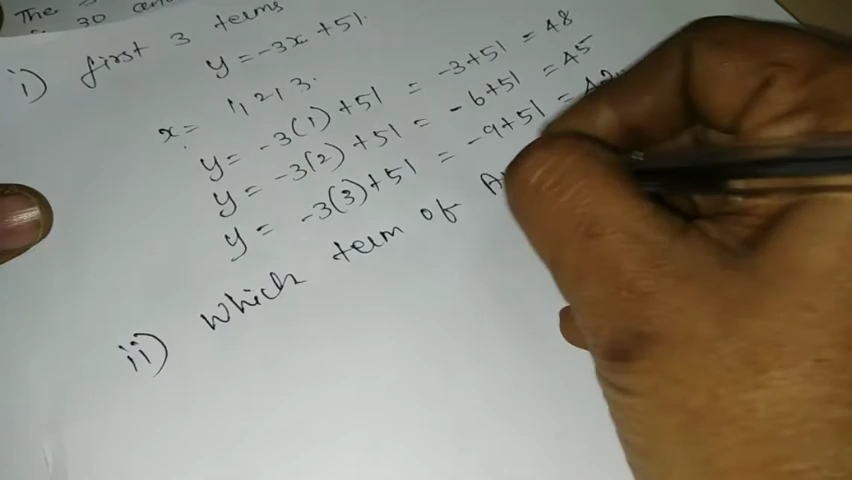 The
30
i) first 3 terms
y = -3x + 51.
x = 1, 2, 3.
y = -3(1) + 51 = -3+51 = 48
y = -3(2) + 51 = -6+51 = 45
y = -3(3) + 51 = -9+51 =
ii) Which term of